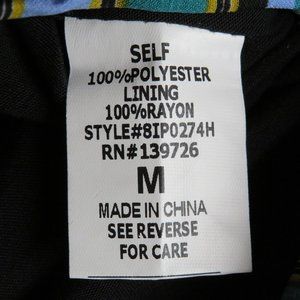 SELF
100%POLYESTER
LINING
100%RAYON
STYLE#8IP0274H
RN#139726
M
MADE IN CHINA
SEE REVERSE
FOR CARE